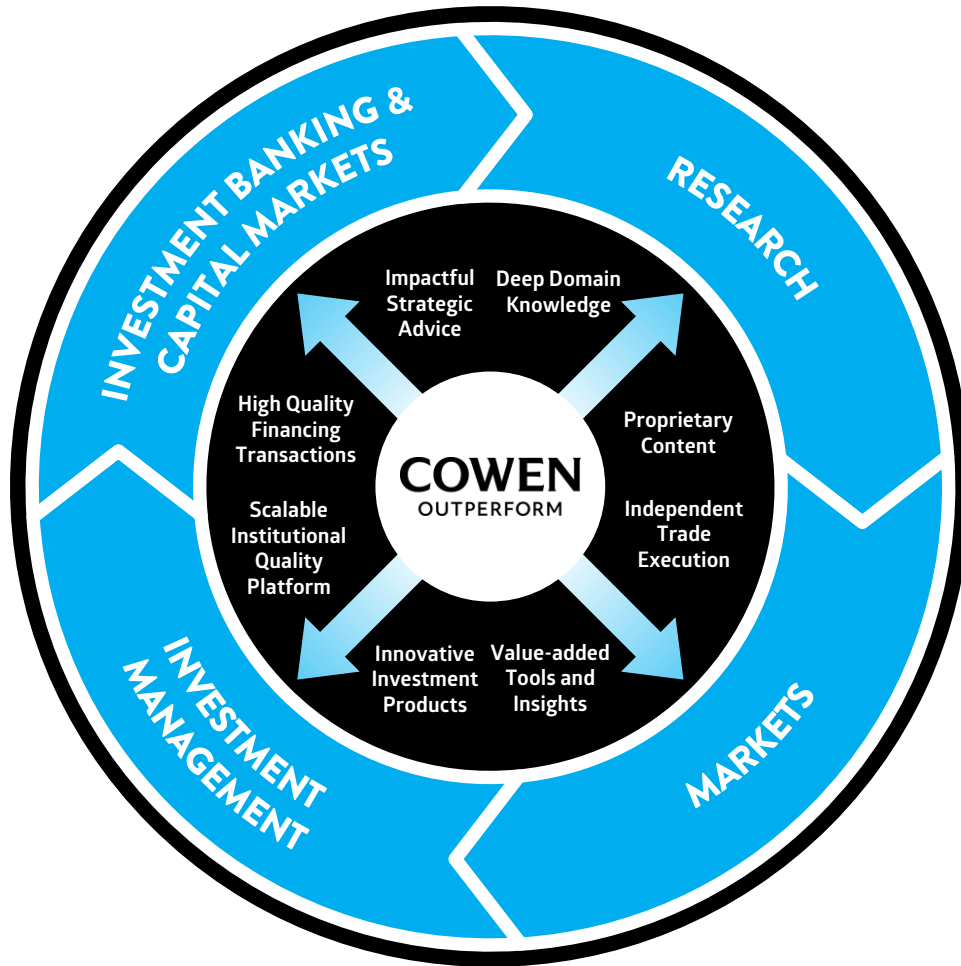 INVESTMENT BANKING &
CAPITAL MARKETS
RESEARCH
Impactful
Strategic
Advice
Deep Domain
Knowledge
High Quality
Financing
Transactions
Proprietary
Content
COWEN
OUTPERFORM
Scalable
Institutional
Quality
Platform
Independent
Trade
Execution
Innovative
Investment
Products
Value-added
Tools and
Insights
INVESTMENT
MANAGEMENT
MARKETS